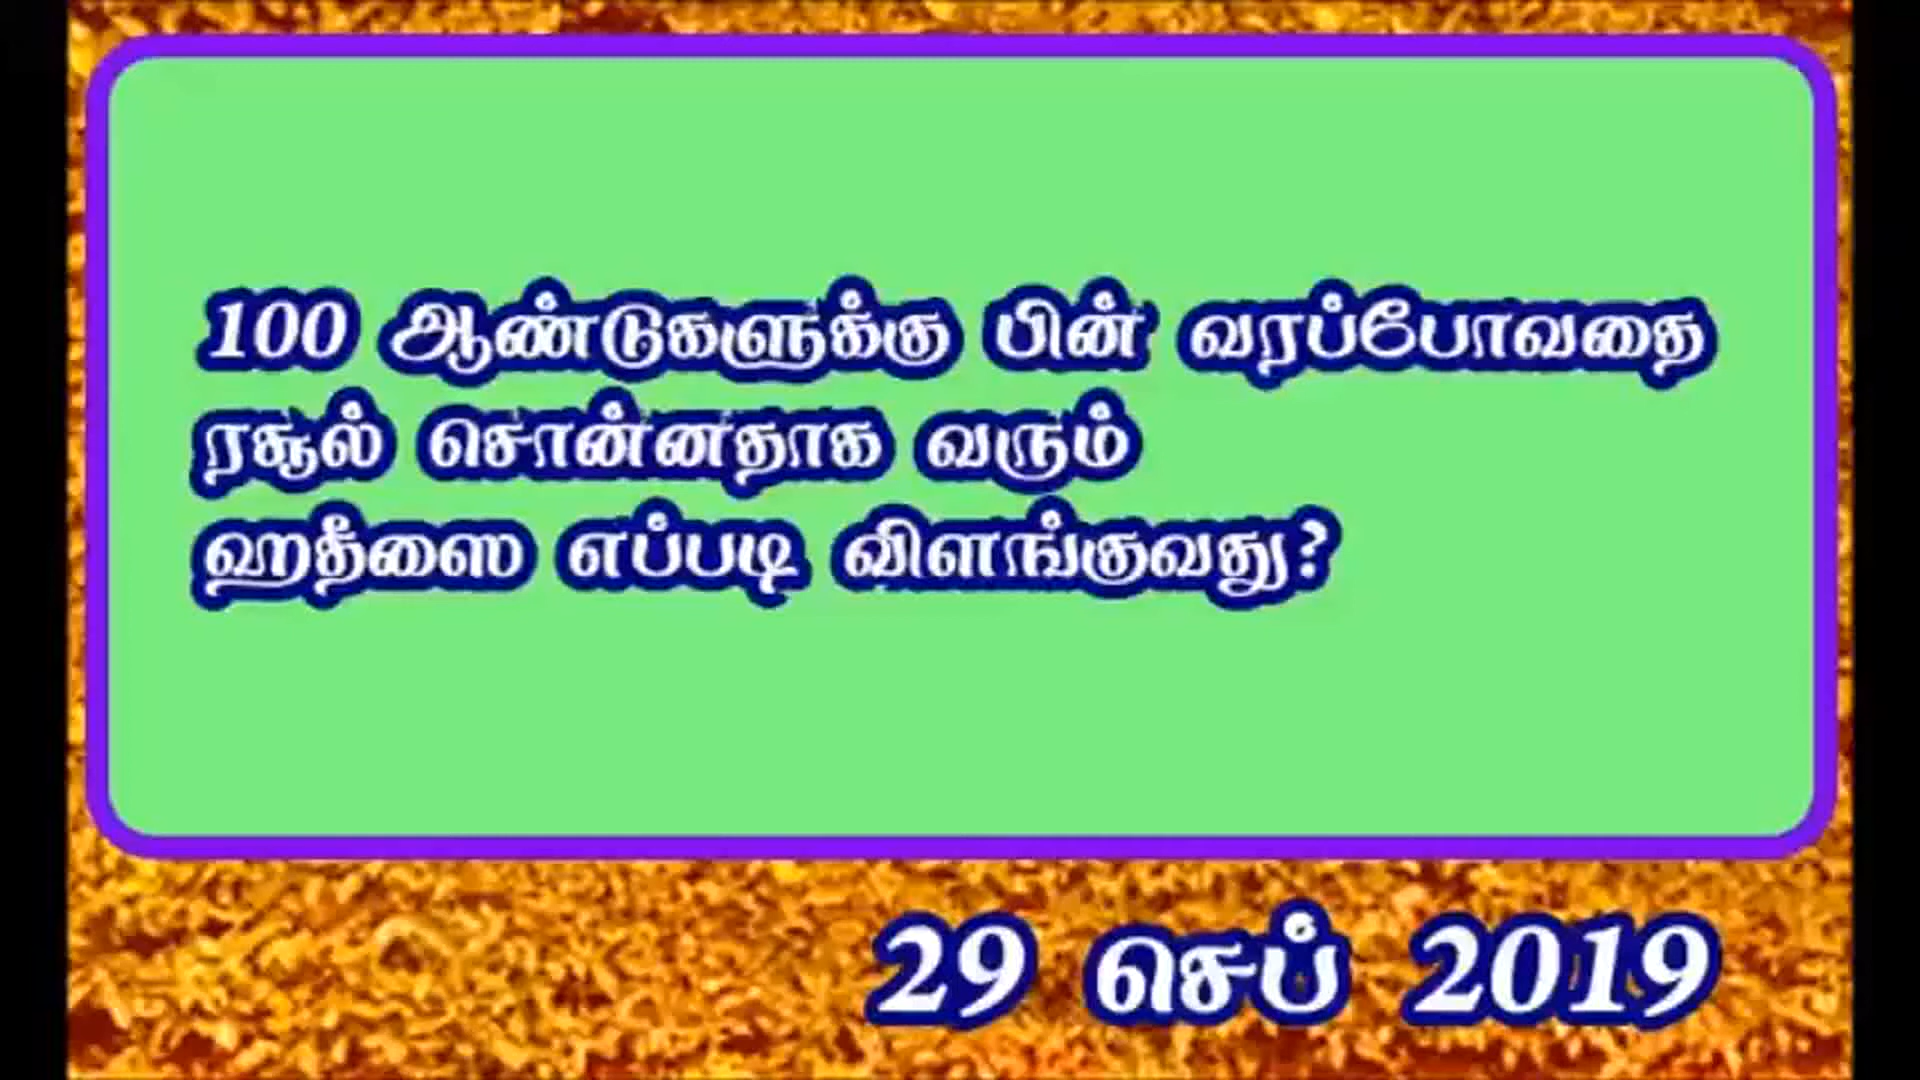 100 ஆண்டுகளுக்கு பின் வரப்போவதை
ரசூல் சொன்னதாக வரும்
ஹதீஸை எப்படி விளங்குவது?
29 செப் 2019